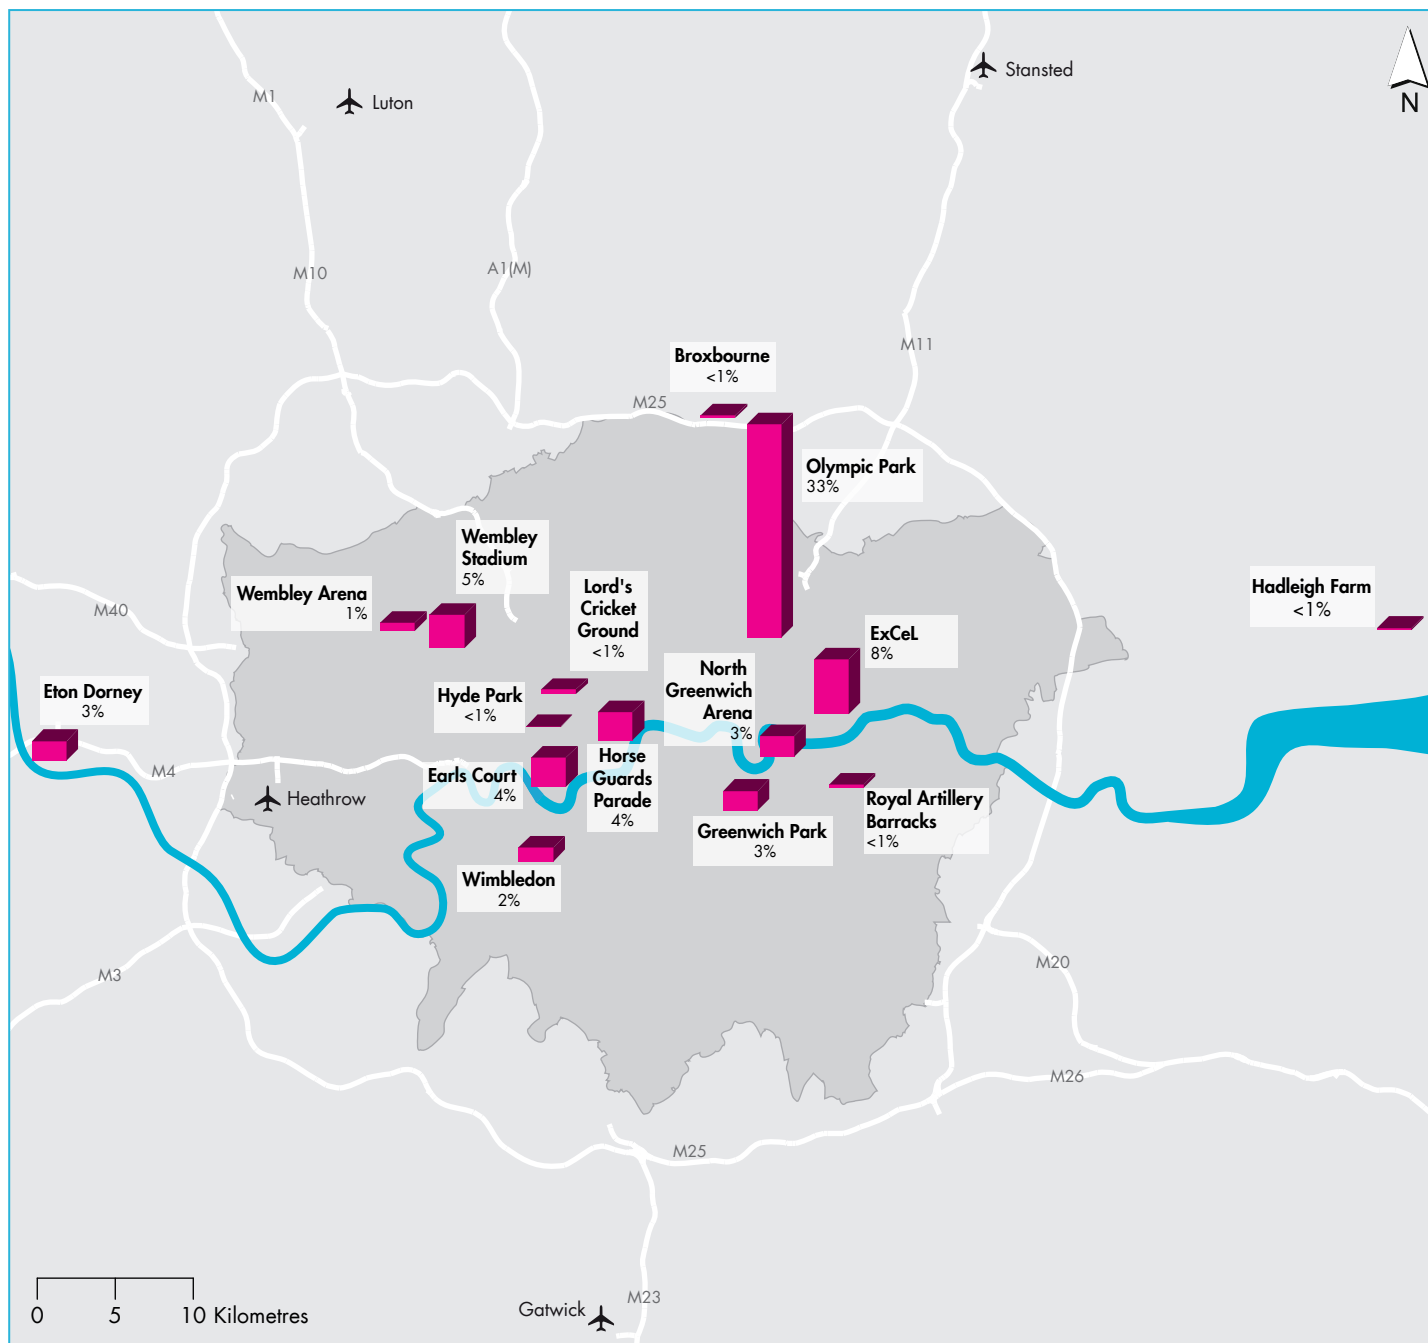 Stansted
M1
Luton
N
M10
A1(M)
M11
Broxbourne
<1%
M25
Olympic Park
33%
Wembley
Stadium
5%
Lord's
Cricket
Ground
<1%
Wembley Arena
1%
Hadleigh Farm
<1%
M40
ExCeL
8%
North
Greenwich
Arena
3%
Eton Dorney
3%
Hyde Park
<1%
Horse
Guards
Parade
4%
M4
Earls Court
4%
Heathrow
Royal Artillery
Barracks
<1%
Greenwich Park
3%
Wimbledon
2%
M3
M20
M26
M25
M23
Gatwick
0 5 10 Kilometres